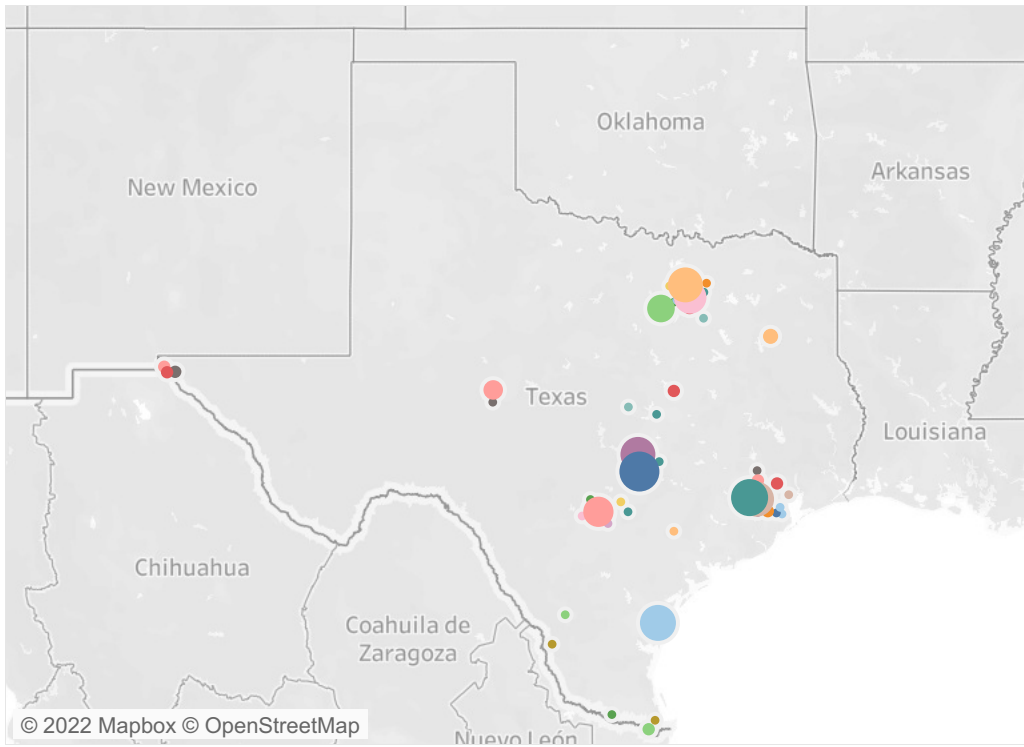 Oklahoma
Arkansas
New Mexico
Texas
Louisiana
Chihuahua
Coahuila de
Zaragoza
Nuevo León
© 2022 Mapbox © OpenStreetMap